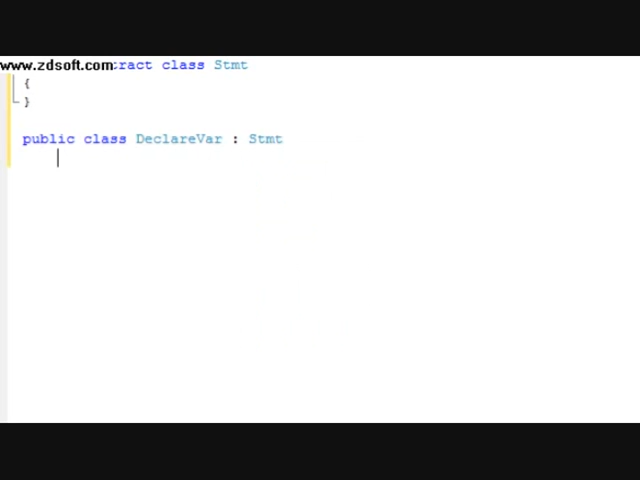 www.zdsoft.com:ract class Stmt
{
}
public class DeclareVar : Stmt